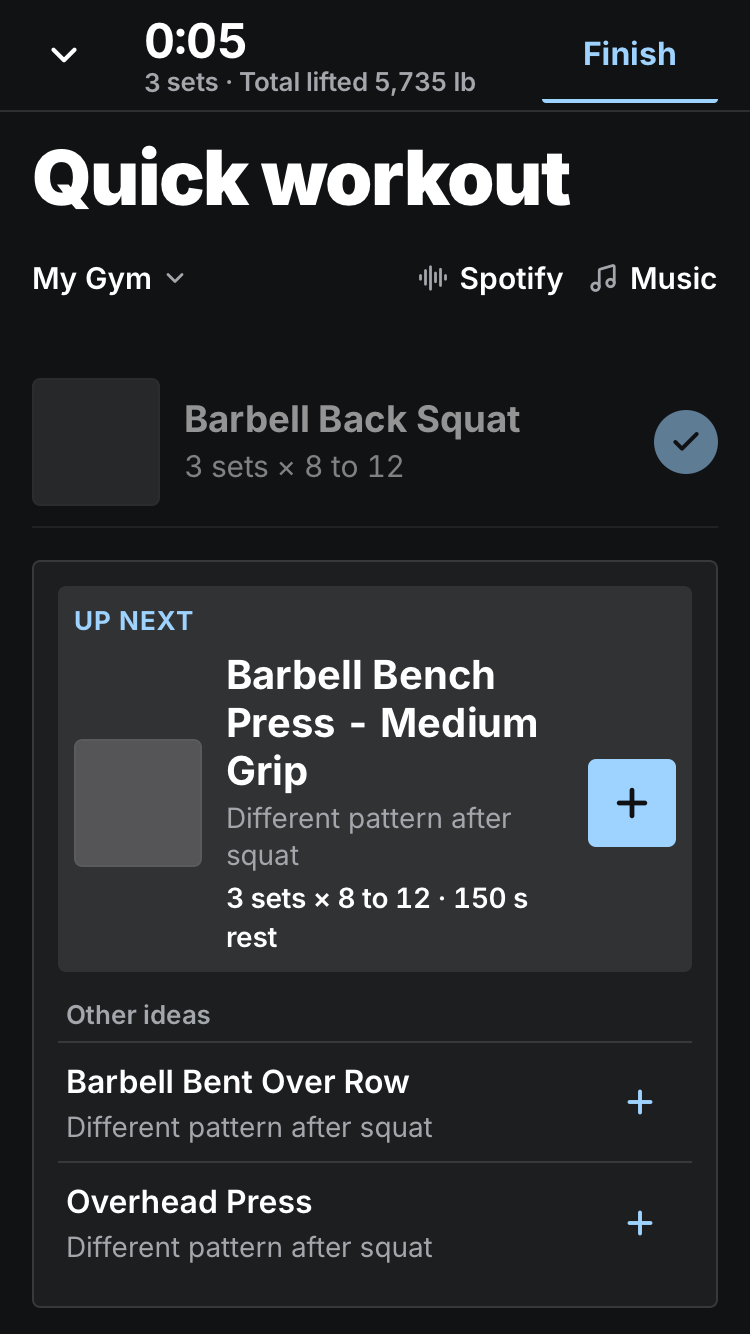 0:05
3 sets · Total lifted 5,735 lb
Finish
Quick workout
My Gym
Spotify
Music
Barbell Back Squat
3 sets × 8 to 12
UP NEXT
Barbell Bench
Press - Medium
Grip
Different pattern after
squat
3 sets × 8 to 12 · 150 s
rest
Other ideas
Barbell Bent Over Row
Different pattern after squat
Overhead Press
Different pattern after squat